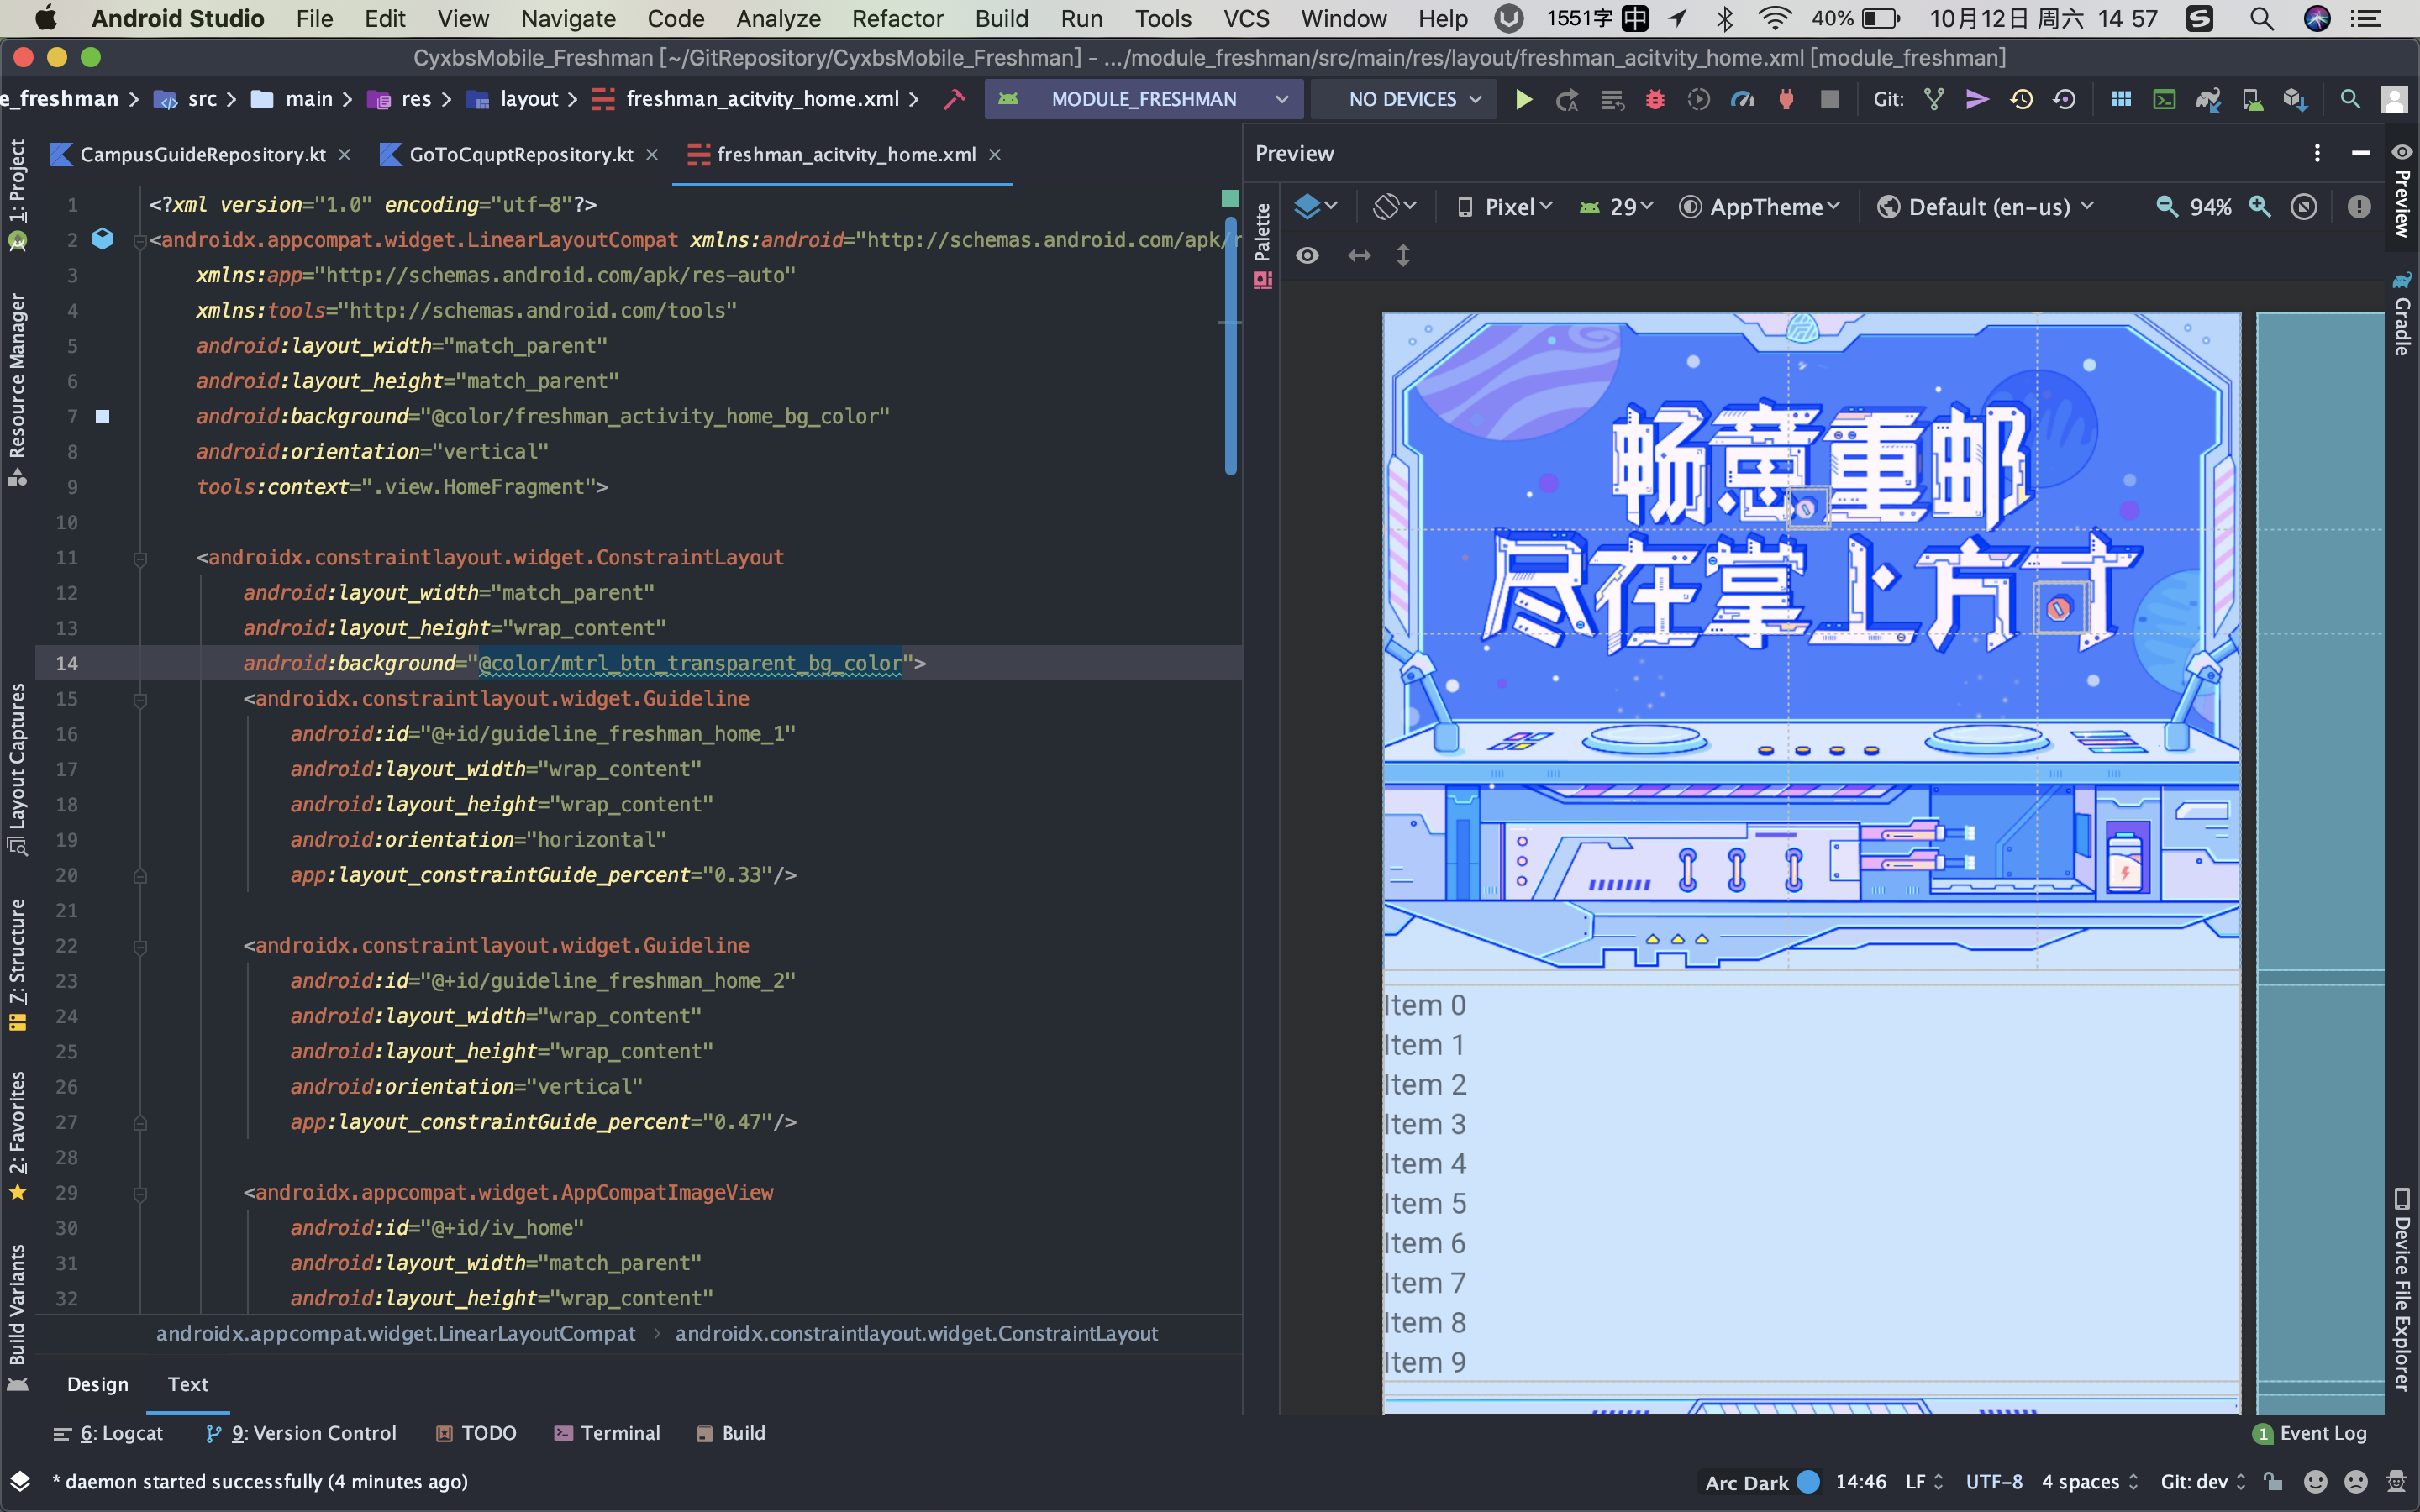 Android Studio File Edit View Navigate Code Analyze Refactor Build Run Tools VCS Window Help 1551字 中 40% 10月12日 周六 14 57
CyxbsMobile_Freshman [~/GitRepository/CyxbsMobile_Freshman] - .../module_freshman/src/main/res/layout/freshman_acitvity_home.xml [module_freshman]
e_freshman src main res layout freshman_acitvity_home.xml MODULE_FRESHMAN NO DEVICES Git:
CampusGuideRepository.kt GoToCquptRepository.kt freshman_acitvity_home.xml
1 <?xml version="1.0" encoding="utf-8"?>
2 <androidx.appcompat.widget.LinearLayoutCompat xmlns:android="http://schemas.android.com/apk/r
3 xmlns:app="http://schemas.android.com/apk/res-auto"
4 xmlns:tools="http://schemas.android.com/tools"
5 android:layout_width="match_parent"
6 android:layout_height="match_parent"
7 android:background="@color/freshman_activity_home_bg_color"
8 android:orientation="vertical"
9 tools:context=".view.HomeFragment">
10
11 <androidx.constraintlayout.widget.ConstraintLayout
12 android:layout_width="match_parent"
13 android:layout_height="wrap_content"
14 android:background="@color/mtrl_btn_transparent_bg_color">
15 <androidx.constraintlayout.widget.Guideline
16 android:id="@+id/guideline_freshman_home_1"
17 android:layout_width="wrap_content"
18 android:layout_height="wrap_content"
19 android:orientation="horizontal"
20 app:layout_constraintGuide_percent="0.33"/>
21
22 <androidx.constraintlayout.widget.Guideline
23 android:id="@+id/guideline_freshman_home_2"
24 android:layout_width="wrap_content"
25 android:layout_height="wrap_content"
26 android:orientation="vertical"
27 app:layout_constraintGuide_percent="0.47"/>
28
29 <androidx.appcompat.widget.AppCompatImageView
30 android:id="@+id/iv_home"
31 android:layout_width="match_parent"
32 android:layout_height="wrap_content"
androidx.appcompat.widget.LinearLayoutCompat › androidx.constraintlayout.widget.ConstraintLayout
Design Text
1: Project
Resource Manager
Layout Captures
7: Structure
2: Favorites
Build Variants
Preview
Palette
Pixel 29 AppTheme Default (en-us) 94%
畅意重邮
尽在掌上方寸
Item 0
Item 1
Item 2
Item 3
Item 4
Item 5
Item 6
Item 7
Item 8
Item 9
Preview
Gradle
Device File Explorer
6: Logcat 9: Version Control TODO Terminal Build 1 Event Log
* daemon started successfully (4 minutes ago) Arc Dark 14:46 LF UTF-8 4 spaces Git: dev